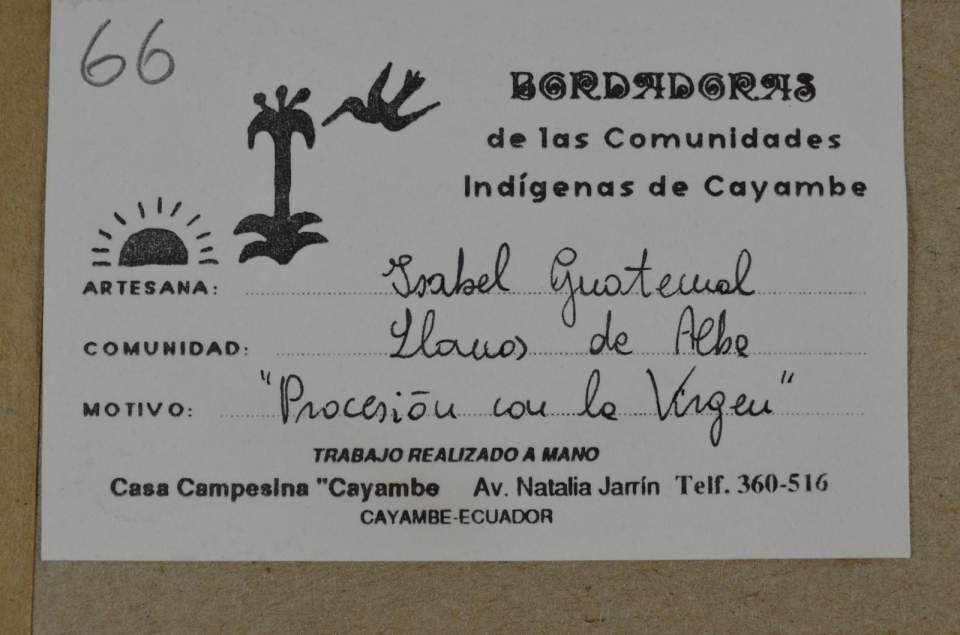 66
BORDADORAS
de las Comunidades
Indígenas de Cayambe
ARTESANA: Isabel Guatemal
COMUNIDAD: Llanos de Alba
MOTIVO: "Procesión con la Virgen"
TRABAJO REALIZADO A MANO
Casa Campesina "Cayambe Av. Natalia Jarrín Telf. 360-516
CAYAMBE-ECUADOR